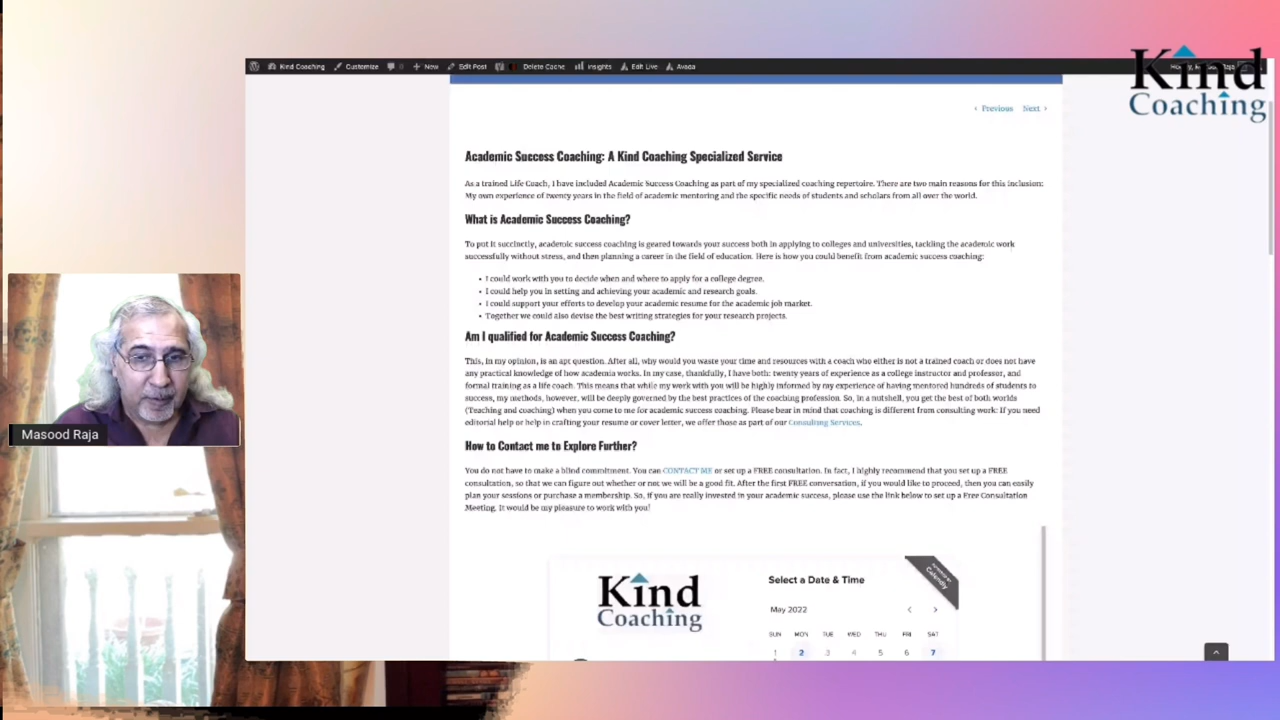 Kind Coaching
Customize
0
New
Edit Post
Delete Cache
Insights
Edit Live
Avada
Raja
Kind
Coaching
Previous
Next
Academic Success Coaching: A Kind Coaching Specialized Service
As a trained Life Coach, I have included Academic Success Coaching as part of my specialized coaching repertoire. There are two main reasons for this inclusion:
My own experience of twenty years in the field of academic mentoring and the specific needs of students and scholars from all over the world.
What is Academic Success Coaching?
To put it succinctly, academic success coaching is geared towards your success both in applying to colleges and universities, tackling the academic work
successfully without stress, and then planning a career in the field of education. Here is how you could benefit from academic success coaching:
• I could work with you to decide when and where to apply for a college degree.
• I could help you in setting and achieving your academic and research goals.
• I could support your efforts to develop your academic resume for the academic job market.
• Together we could also devise the best writing strategies for your research projects.
Am I qualified for Academic Success Coaching?
This, in my opinion, is an apt question. After all, why would you waste your time and resources with a coach who either is not a trained coach or does not have
any practical knowledge of how academia works. In my case, thankfully, I have both: twenty years of experience as a college instructor and professor, and
formal training as a life coach. This means that while my work with you will be highly informed by my experience of having mentored hundreds of students to
success, my methods, however, will be deeply governed by the best practices of the coaching profession. So, in a nutshell, you get the best of both worlds
(Teaching and coaching) when you come to me for academic success coaching. Please bear in mind that coaching is different from consulting work: If you need
editorial help or help in crafting your resume or cover letter, we offer those as part of our Consulting Services.
How to Contact me to Explore Further?
You do not have to make a blind commitment. You can CONTACT ME or set up a FREE consultation. In fact, I highly recommend that you set up a FREE
consultation, so that we can figure out whether or not we will be a good fit. After the first FREE conversation, if you would like to proceed, then you can easily
plan your sessions or purchase a membership. So, if you are really invested in your academic success, please use the link below to set up a Free Consultation
Meeting. It would be my pleasure to work with you!
Masood Raja
Kind
Coaching
Select a Date & Time
Calendly
May 2022
SUN MON TUE WED THU FRI SAT
1 2 3 4 5 6 7